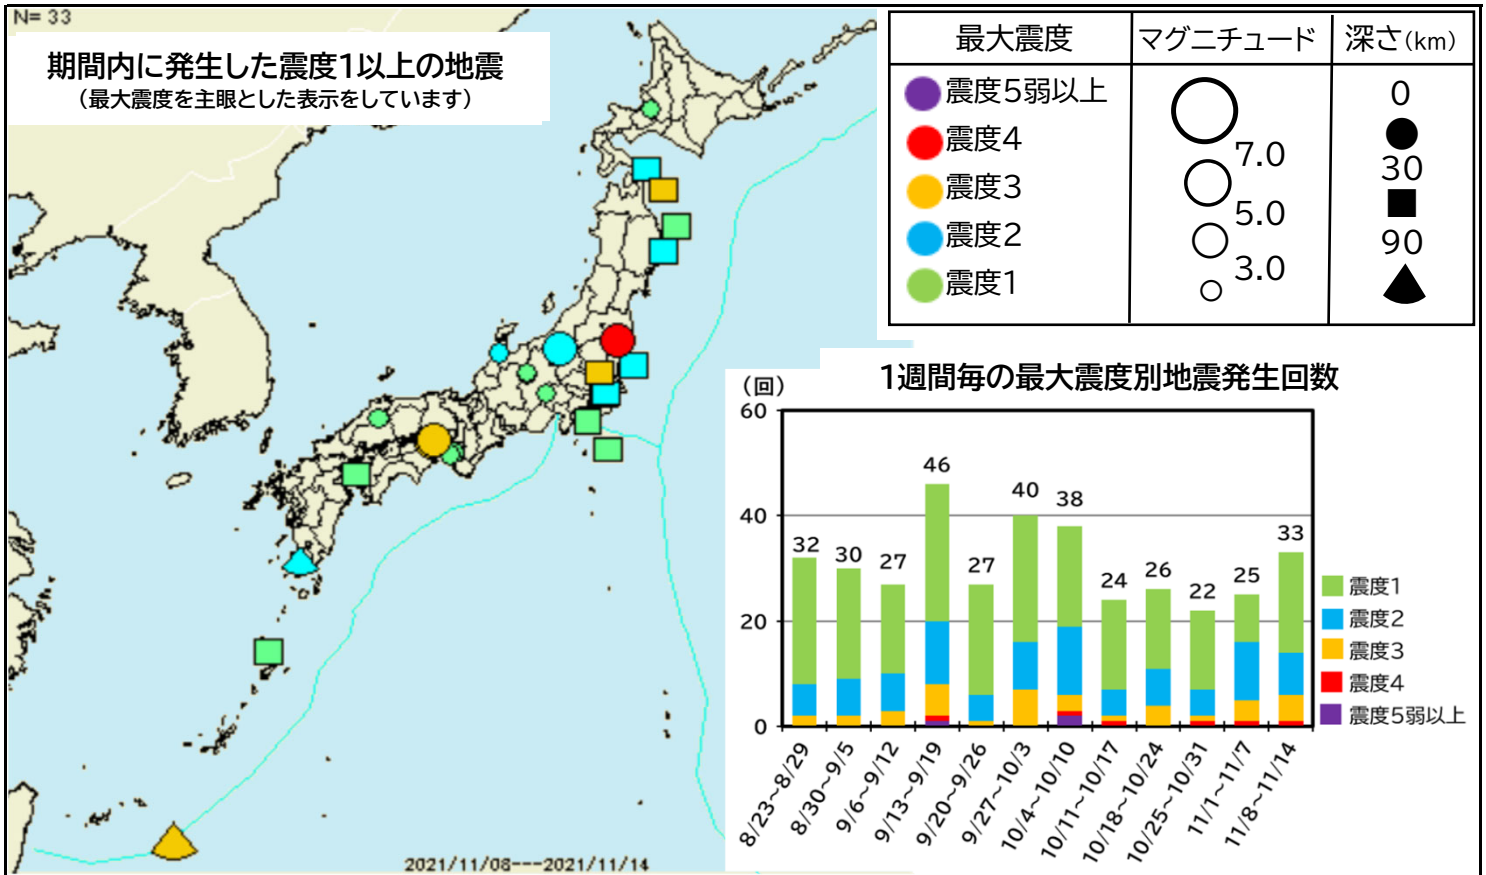 N= 33
期間内に発生した震度1以上の地震
（最大震度を主眼とした表示をしています）
2021/11/08---2021/11/14
最大震度 マグニチュード 深さ(km)
震度5弱以上
震度4
震度3
震度2
震度1
7.0
5.0
3.0
0
30
90
1週間毎の最大震度別地震発生回数
(回)
60
40
20
0
32 30 27 46 27 40 38 24 26 22 25 33
8/23~8/29
8/30~9/5
9/6~9/12
9/13~9/19
9/20~9/26
9/27~10/3
10/4~10/10
10/11~10/17
10/18~10/24
10/25~10/31
11/1~11/7
11/8~11/14
震度1
震度2
震度3
震度4
震度5弱以上